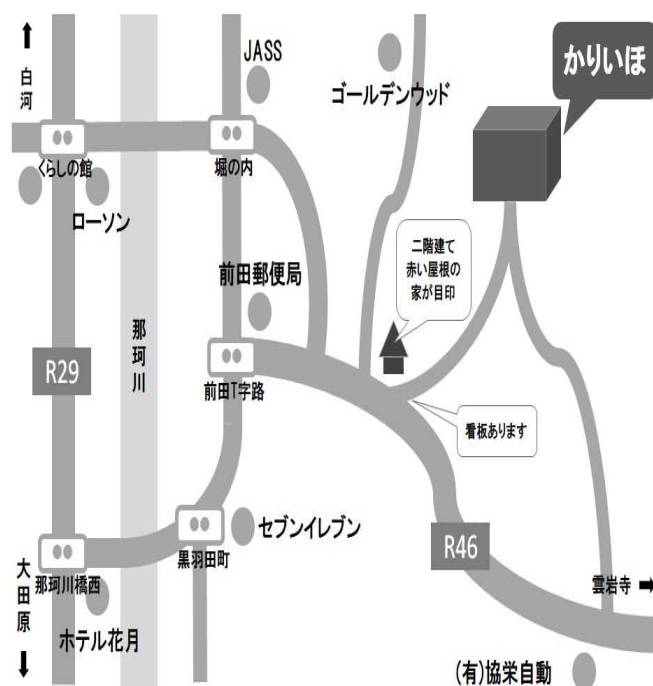 ↑
白河
JASS
ゴールデンウッド
かりいほ
くらしの館
堀の内
ローソン
二階建て
赤い屋根の
家が目印
前田郵便局
那珂川
R29
前田T字路
看板あります
セブンイレブン
R46
黒羽田町
那珂川橋西
大田原
↓
ホテル花月
雲岩寺 →
(有)協栄自動